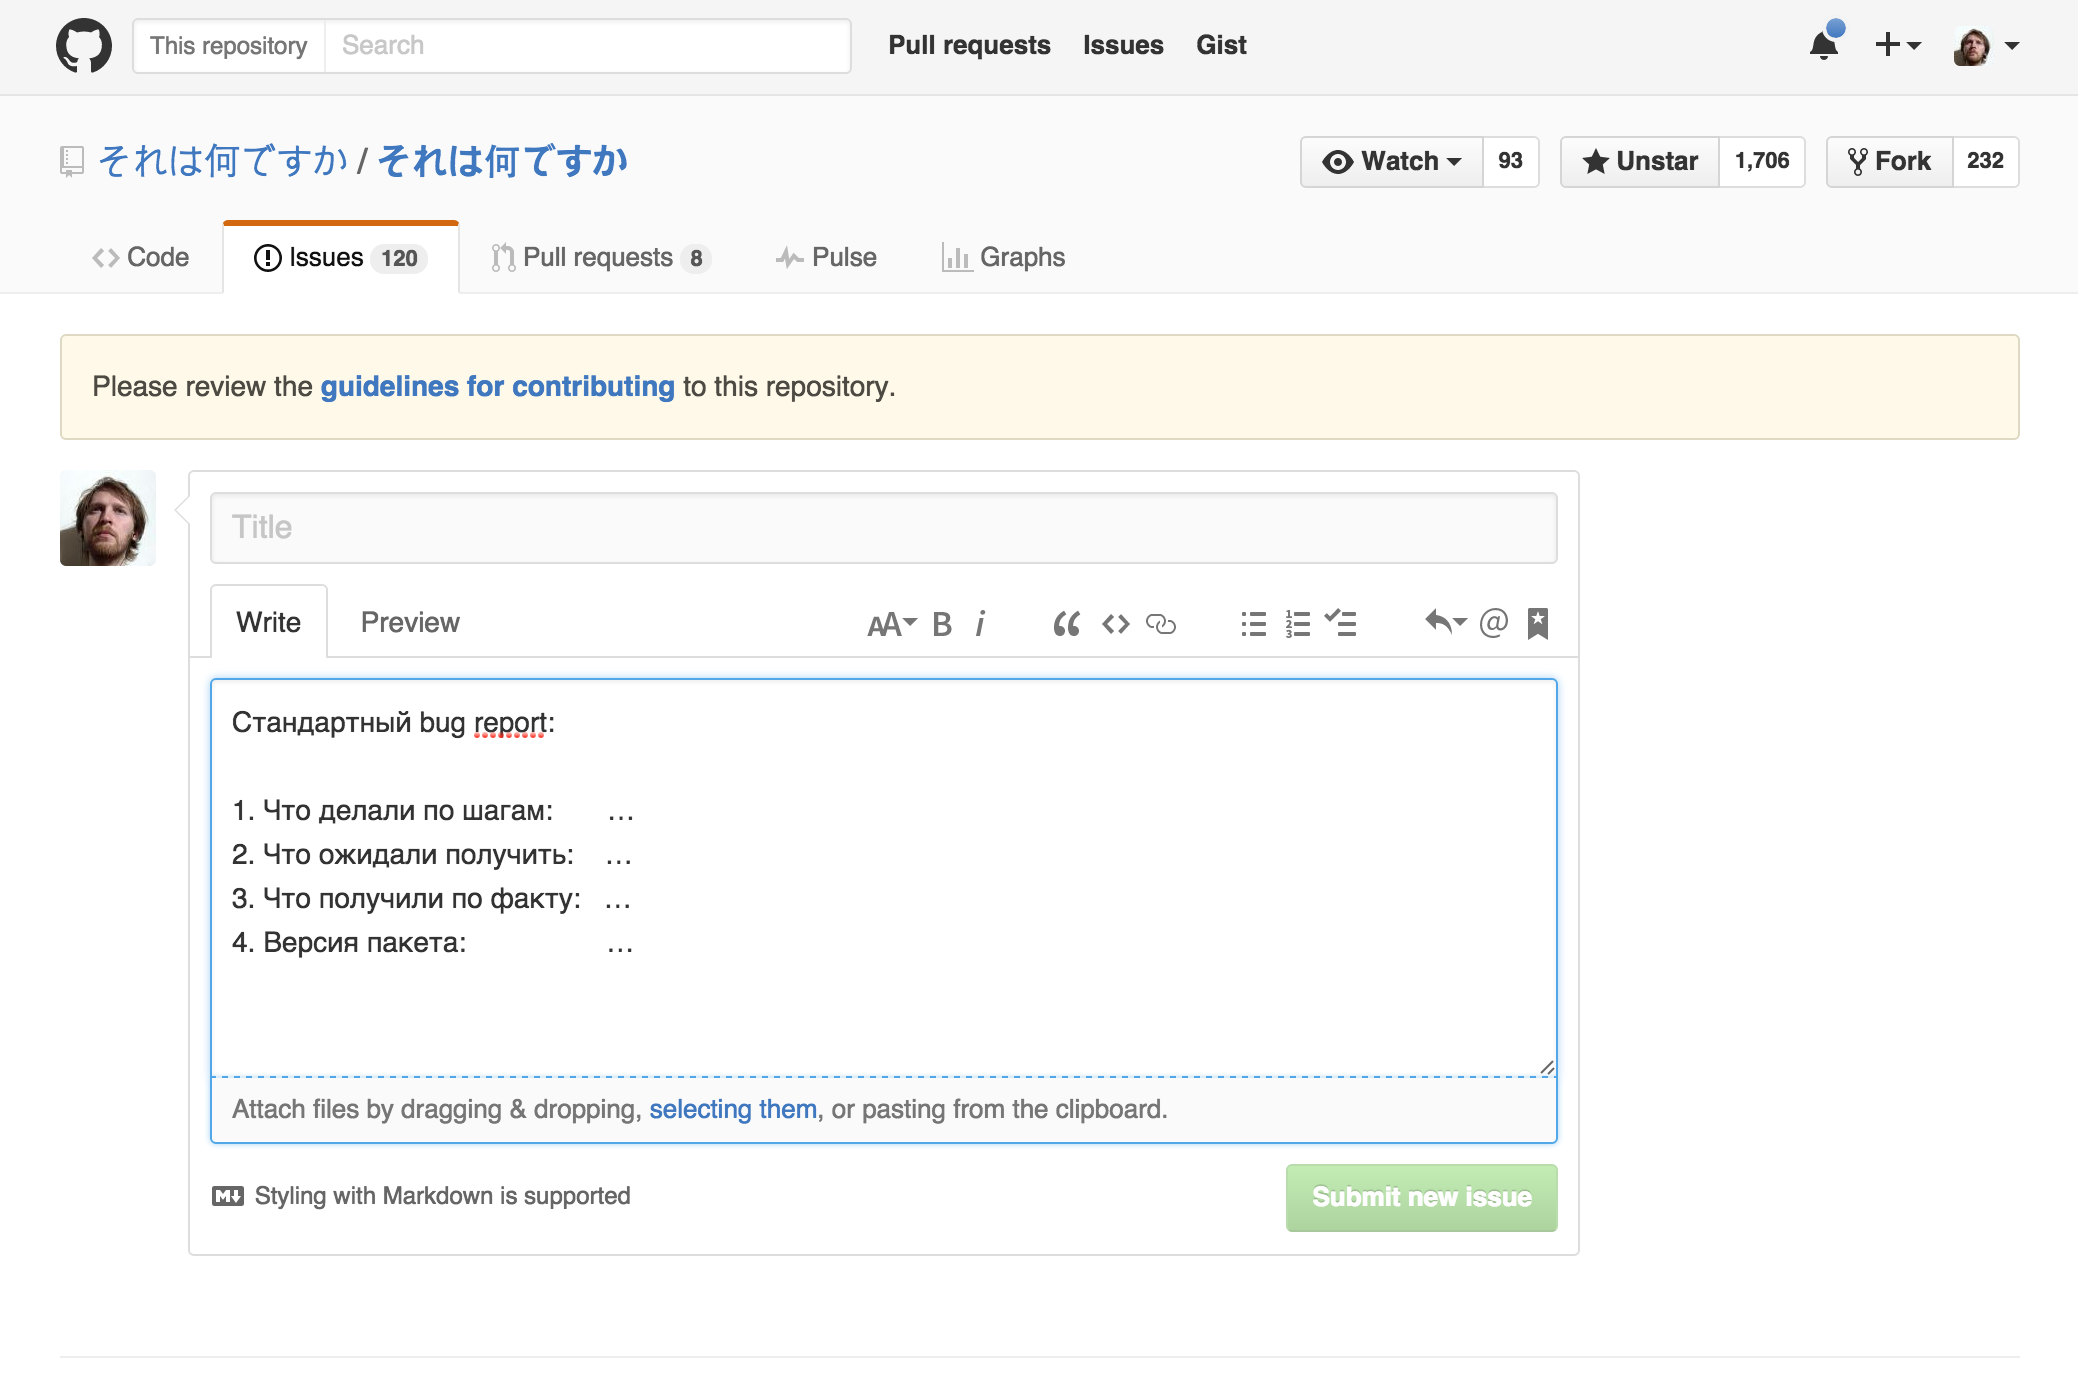 This repository Search Pull requests Issues Gist
それは何ですか / それは何ですか Watch 93 Unstar 1,706 Fork 232
Code Issues 120 Pull requests 8 Pulse Graphs
Please review the guidelines for contributing to this repository.
Title
Write Preview AA B i @
Стандартный bug report:
1. Что делали по шагам: …
2. Что ожидали получить: …
3. Что получили по факту: …
4. Версия пакета: …
Attach files by dragging & dropping, selecting them, or pasting from the clipboard.
Styling with Markdown is supported Submit new issue